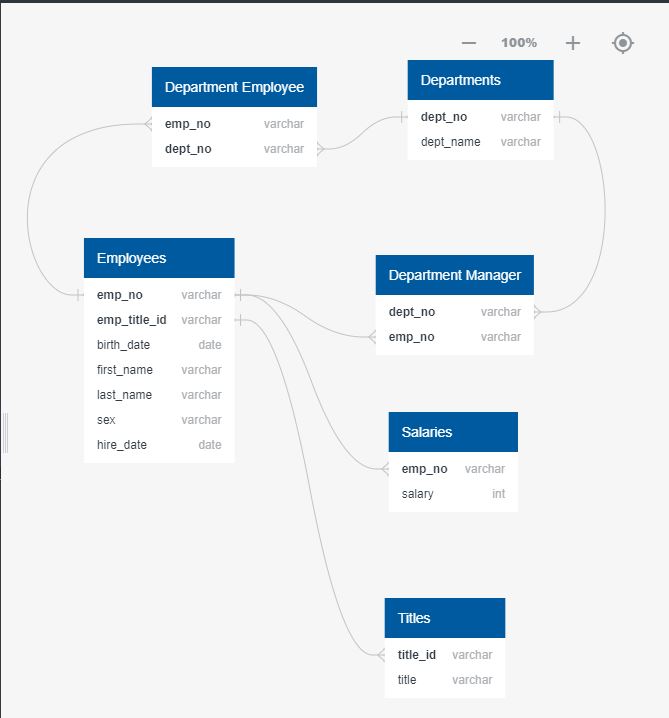 100%
Department Employee
emp_no varchar
dept_no varchar
Departments
dept_no varchar
dept_name varchar
Employees
emp_no varchar
emp_title_id varchar
birth_date date
first_name varchar
last_name varchar
sex varchar
hire_date date
Department Manager
dept_no varchar
emp_no varchar
Salaries
emp_no varchar
salary int
Titles
title_id varchar
title varchar